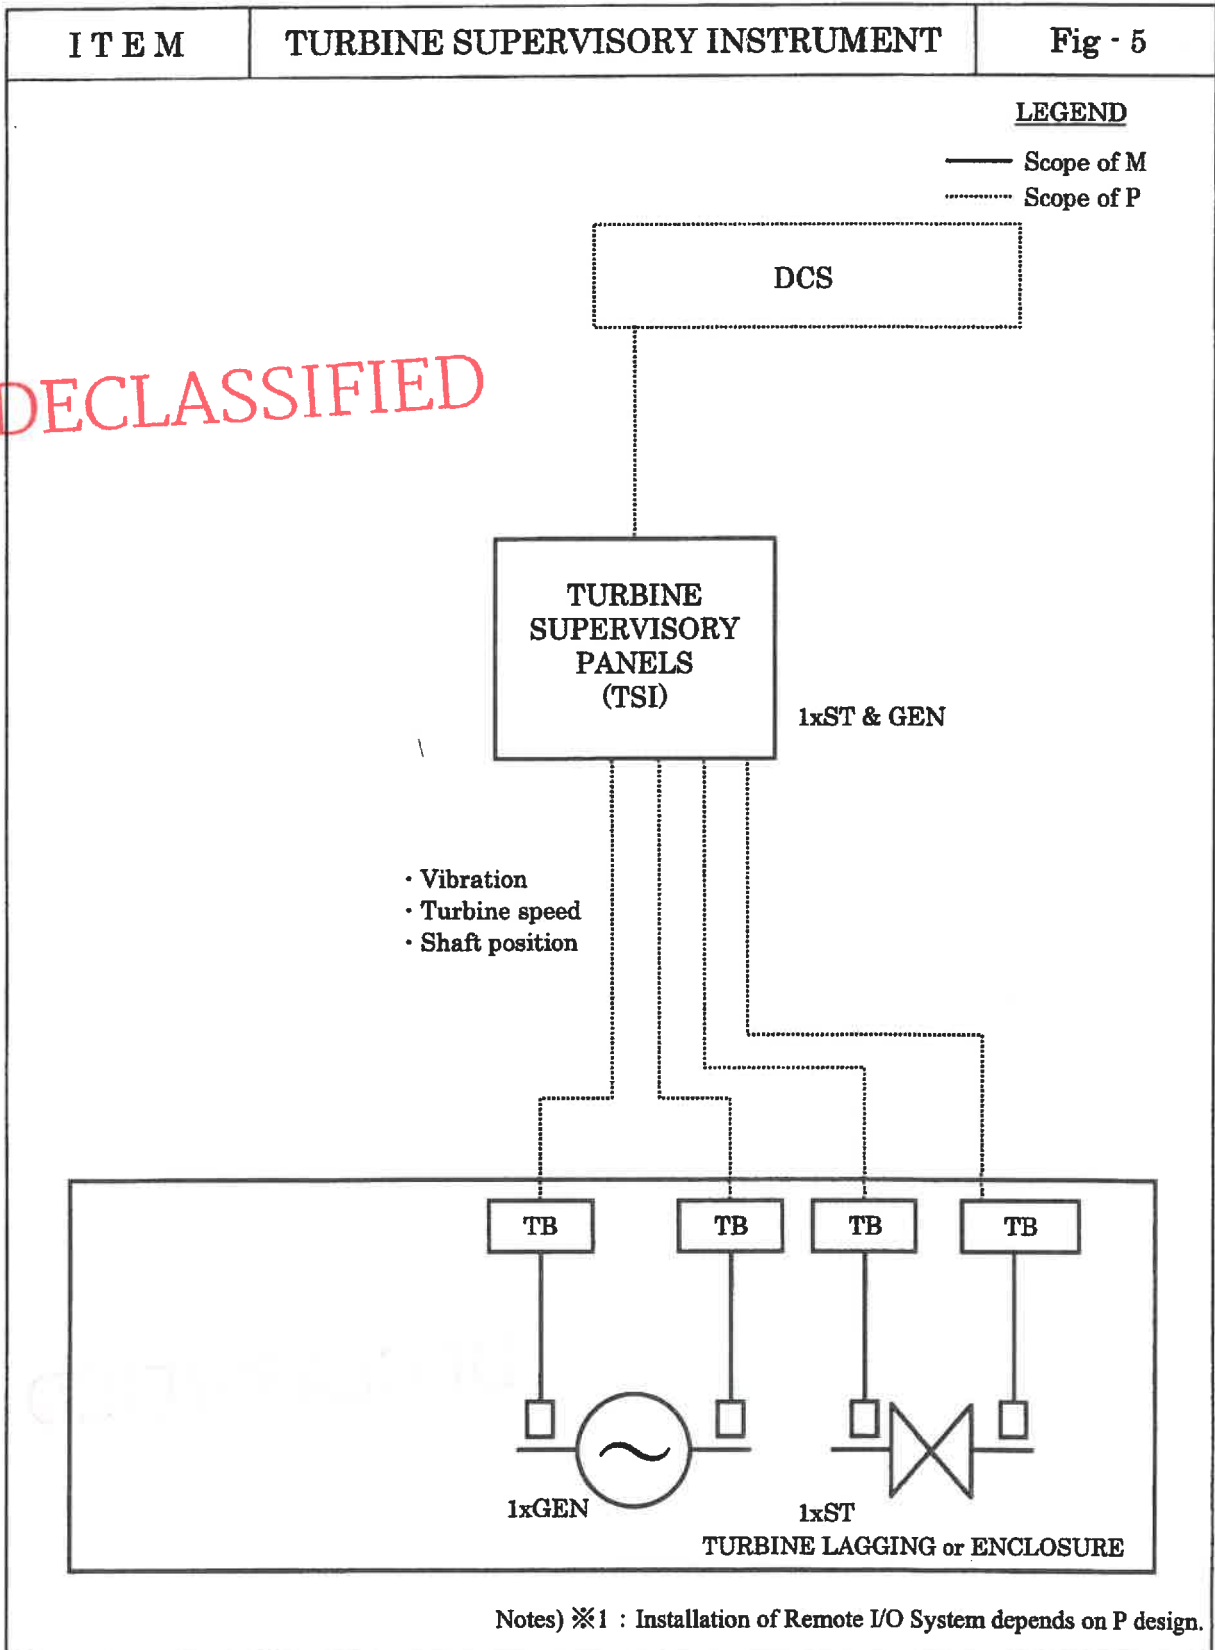 ITEM TURBINE SUPERVISORY INSTRUMENT Fig - 5
LEGEND
Scope of M
Scope of P
DCS
DECLASSIFIED
TURBINE
SUPERVISORY
PANELS
(TSI)
1xST & GEN
・Vibration
・Turbine speed
・Shaft position
TB TB TB TB
1xGEN 1xST
TURBINE LAGGING or ENCLOSURE
Notes) ※1 : Installation of Remote I/O System depends on P design.